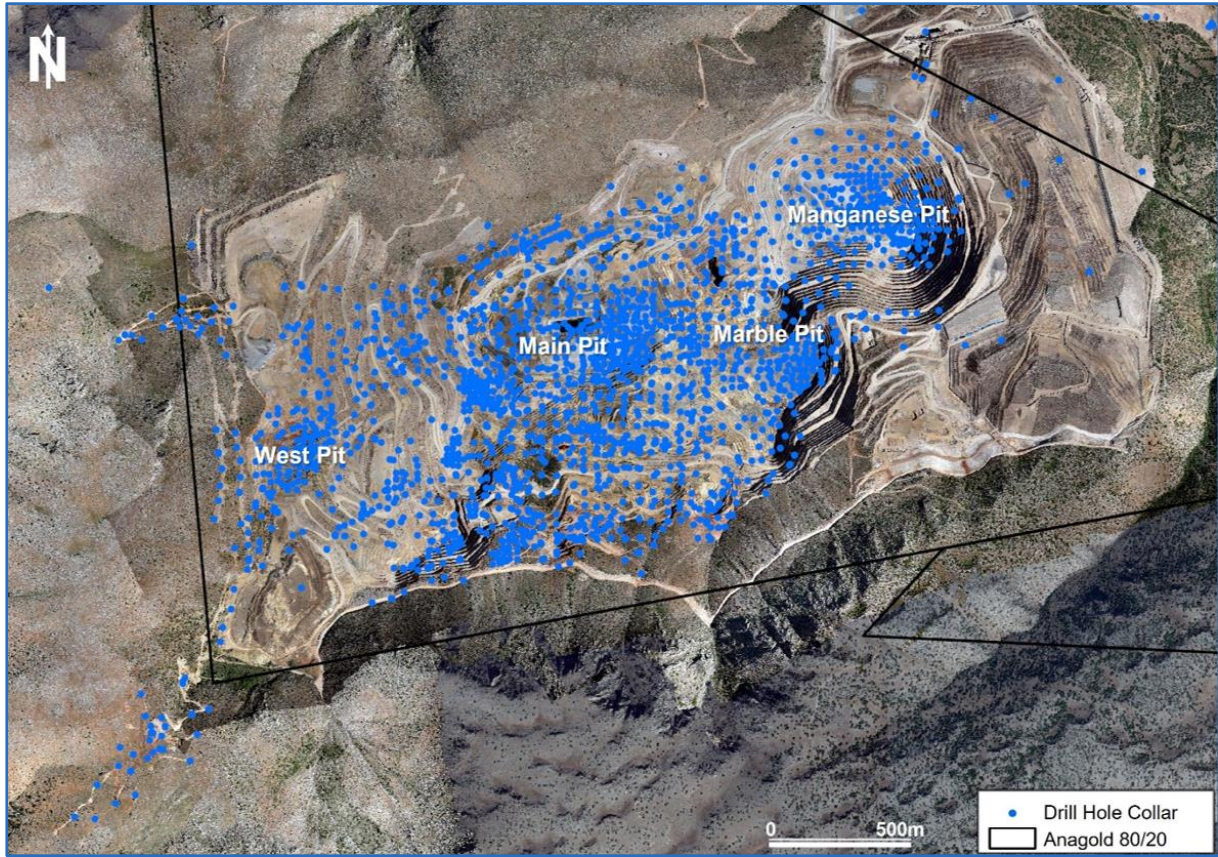 N
Manganese Pit
Marble Pit
Main Pit
West Pit
0 500m
Drill Hole Collar
Anagold 80/20